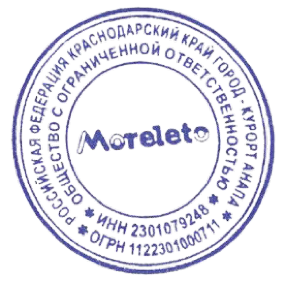 РОССИЙСКАЯ ФЕДЕРАЦИЯ КРАСНОДАРСКИЙ КРАЙ ГОРОД - КУРОРТ АНАПА
ОБЩЕСТВО С ОГРАНИЧЕННОЙ ОТВЕТСТВЕННОСТЬЮ
Moreleto
* ИНН 2301079248 *
* ОГРН 1122301000711 *